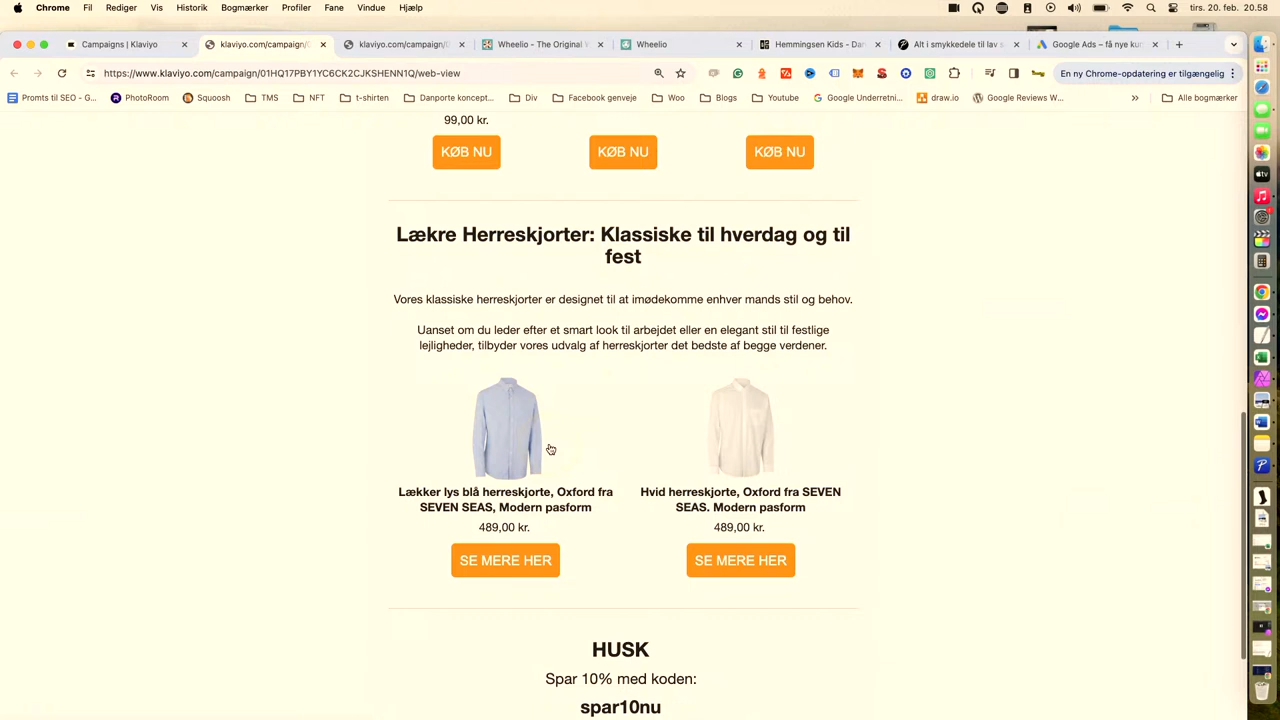 Chrome Fil Rediger Vis Historik Bogmærker Profiler Fane Vindue Hjælp tirs. 20. feb. 20.58
Campaigns | Klaviyo klaviyo.com/campaign/ klaviyo.com/campaign/ Wheelio - The Original W Wheelio Hemmingsen Kids - Da Alt i smykkedele til lav s Google Ads – få nye kun
https://www.klaviyo.com/campaign/01HQ17PBY1YC6CK2CJKSHENN1Q/web-view En ny Chrome-opdatering er tilgængelig
Promts til SEO - G... PhotoRoom Squoosh TMS NFT t-shirten Danporte koncept... Div Facebook genveje Woo Blogs Youtube Google Underretni... draw.io Google Reviews W... Alle bogmærker
99,00 kr.
KØB NU KØB NU KØB NU
Lækre Herreskjorter: Klassiske til hverdag og til
fest
Vores klassiske herreskjorter er designet til at imødekomme enhver mands stil og behov.
Uanset om du leder efter et smart look til arbejdet eller en elegant stil til festlige
lejligheder, tilbyder vores udvalg af herreskjorter det bedste af begge verdener.
Lækker lys blå herreskjorte, Oxford fra
SEVEN SEAS, Modern pasform
489,00 kr.
SE MERE HER
Hvid herreskjorte, Oxford fra SEVEN
SEAS. Modern pasform
489,00 kr.
SE MERE HER
HUSK
Spar 10% med koden:
spar10nu